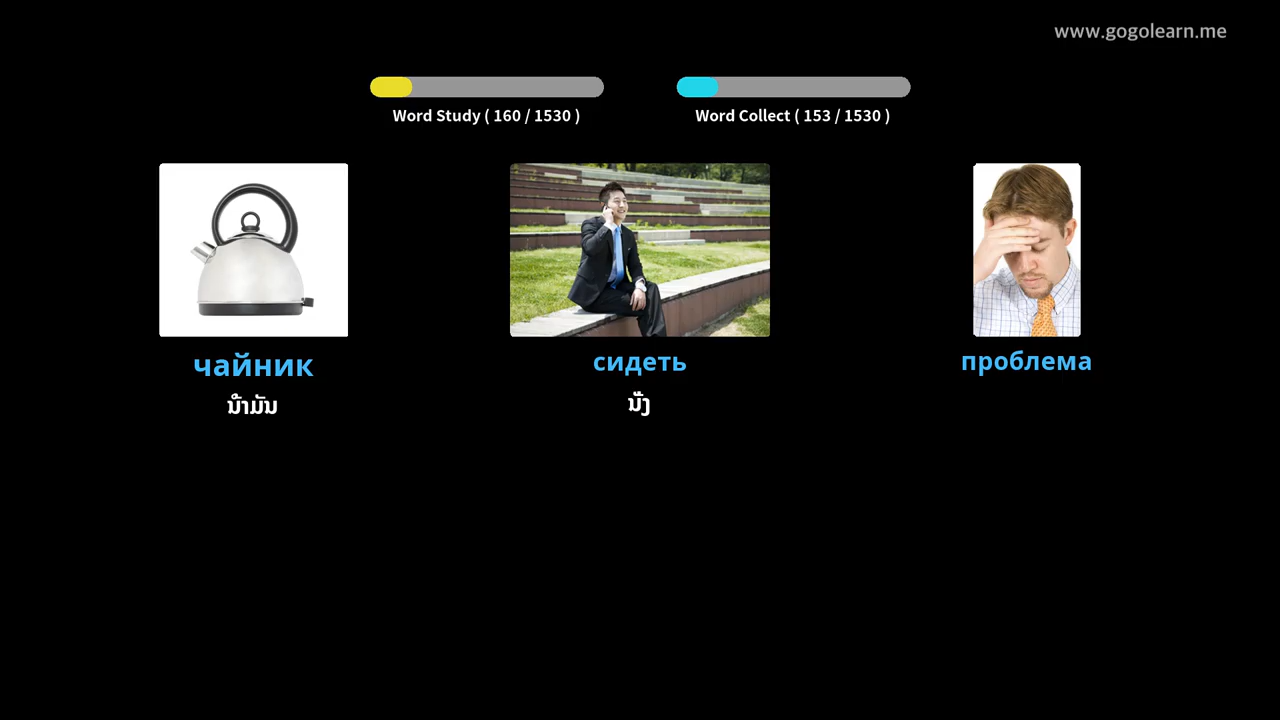 www.gogolearn.me
Word Study ( 160 / 1530 )
Word Collect ( 153 / 1530 )
чайник
ນ້ຳມັນ
сидеть
ນັ່ງ
проблема